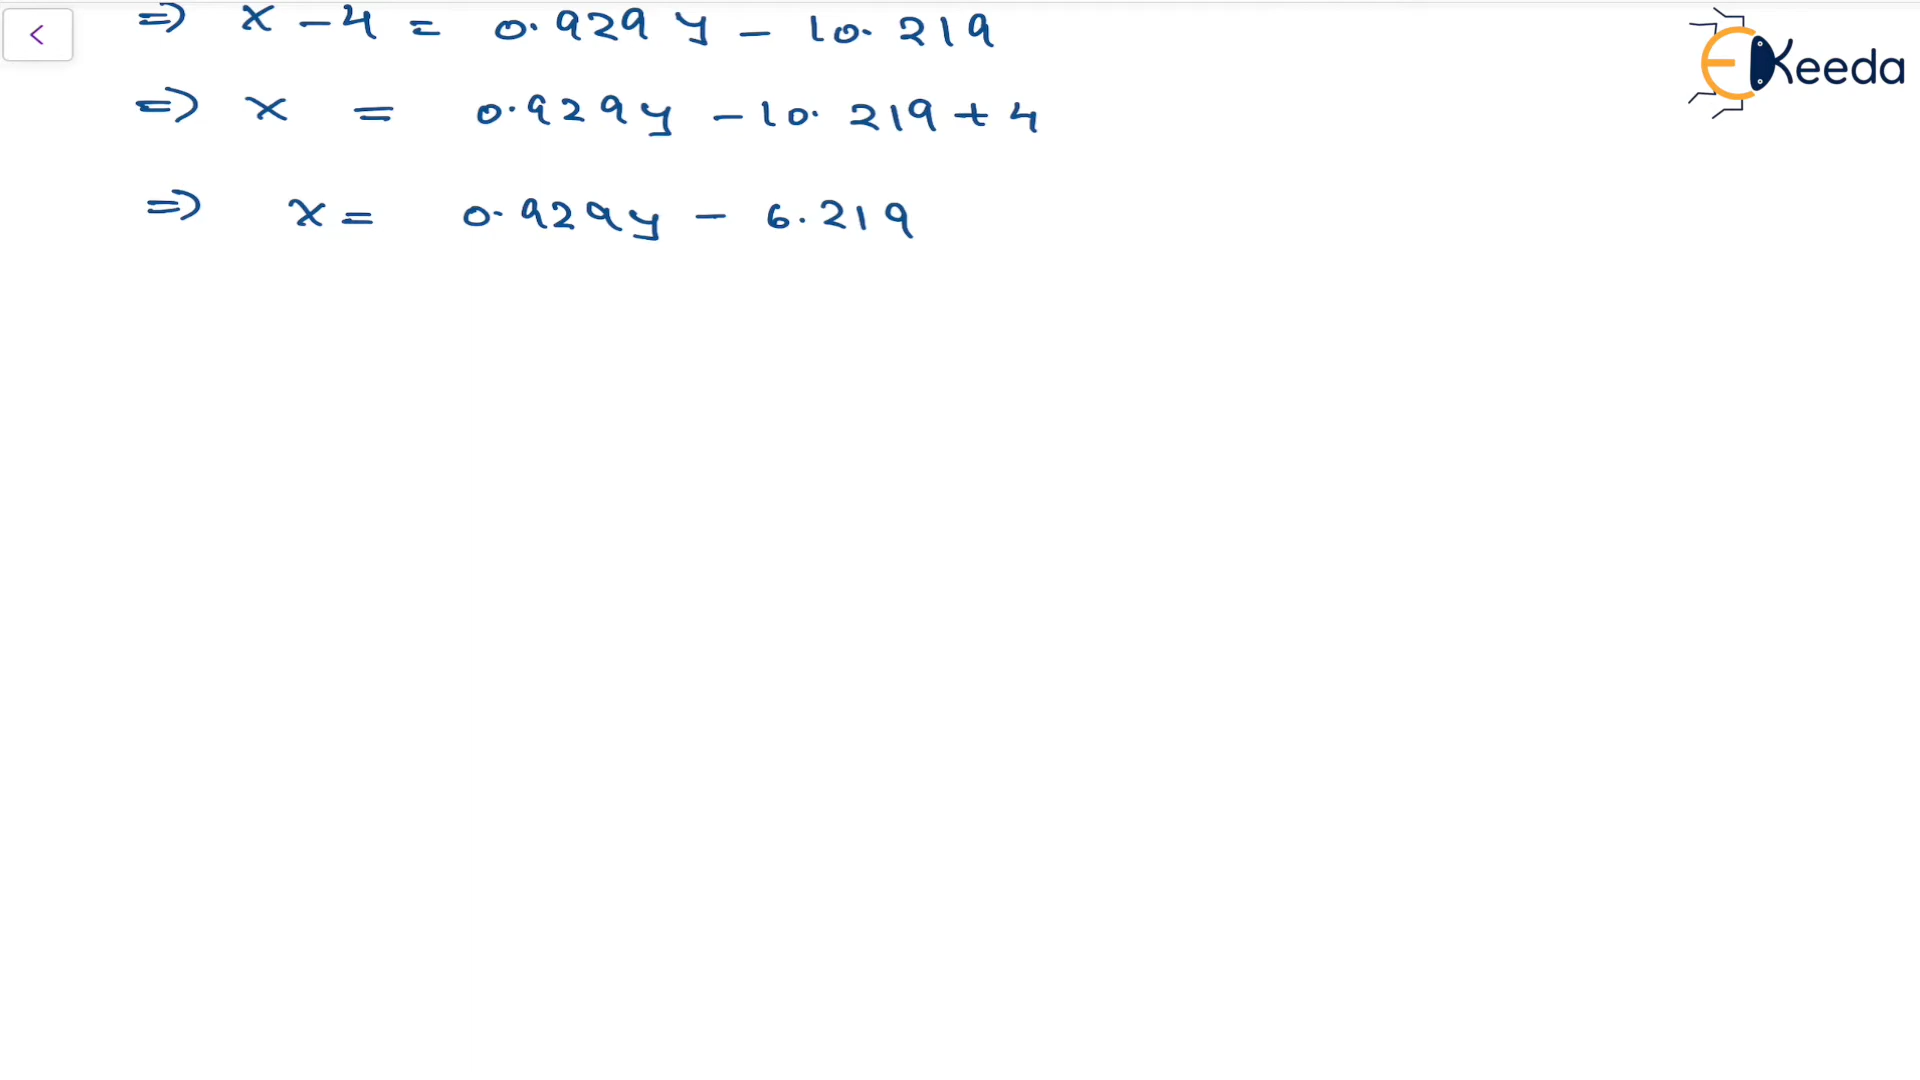 ⇒ x - 4 = 0.929 y - 10.219
⇒ x = 0.929y - 10.219 + 4
⇒ x = 0.929y - 6.219
EKeeda